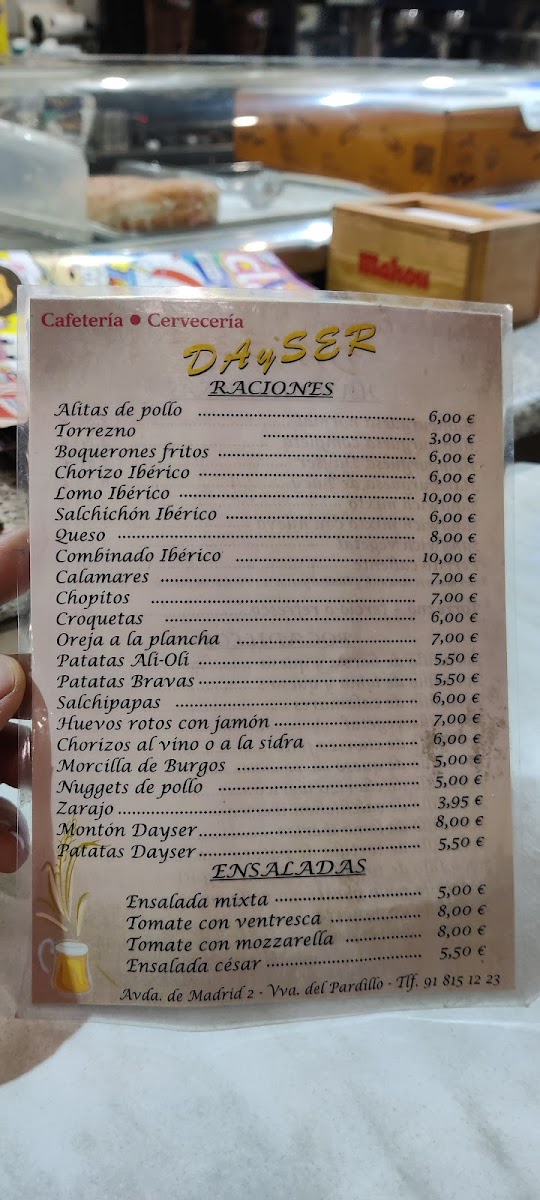 Makou
Cafetería • Cervecería
DAySER
RACIONES
Alitas de pollo ........ 6,00 €
Torrezno ........ 3,00 €
Boquerones fritos ........ 6,00 €
Chorizo Ibérico ........ 6,00 €
Lomo Ibérico ........ 10,00 €
Salchichón Ibérico ........ 6,00 €
Queso ........ 8,00 €
Combinado Ibérico ........ 10,00 €
Calamares ........ 7,00 €
Chopitos ........ 7,00 €
Croquetas ........ 6,00 €
Oreja a la plancha ........ 7,00 €
Patatas Ali-Oli ........ 5,50 €
Patatas Bravas ........ 5,50 €
Salchipapas ........ 6,00 €
Huevos rotos con jamón ........ 7,00 €
Chorizos al vino o a la sidra ........ 6,00 €
Morcilla de Burgos ........ 5,00 €
Nuggets de pollo ........ 5,00 €
Zarajo ........ 3,95 €
Montón Dayser ........ 8,00 €
Patatas Dayser ........ 5,50 €
ENSALADAS
Ensalada mixta ........ 5,00 €
Tomate con ventresca ........ 8,00 €
Tomate con mozzarella ........ 8,00 €
Ensalada césar ........ 5,50 €
Avda. de Madrid 2 - Vva. del Pardillo - Tlf. 91 815 12 23